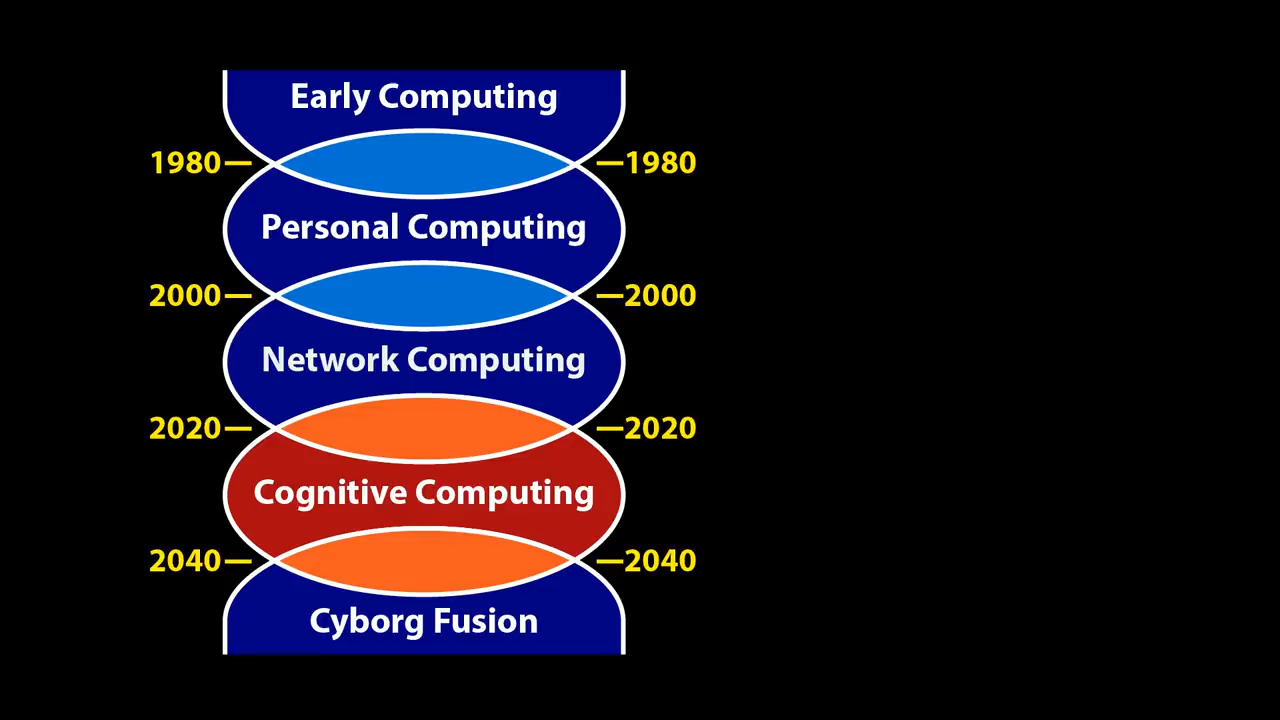 Early Computing
1980 1980
Personal Computing
2000 2000
Network Computing
2020 2020
Cognitive Computing
2040 2040
Cyborg Fusion